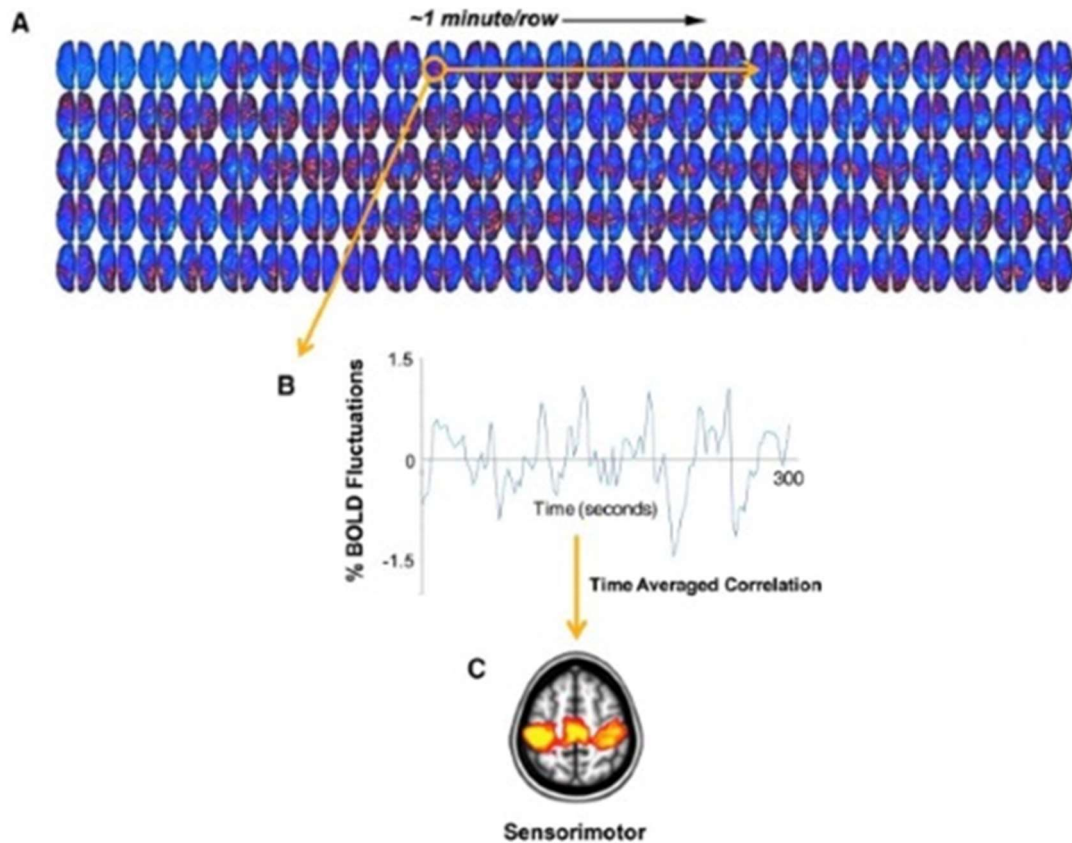 A
~1 minute/row
B
% BOLD Fluctuations
1.5
0
-1.5
Time (seconds)
300
Time Averaged Correlation
C
Sensorimotor